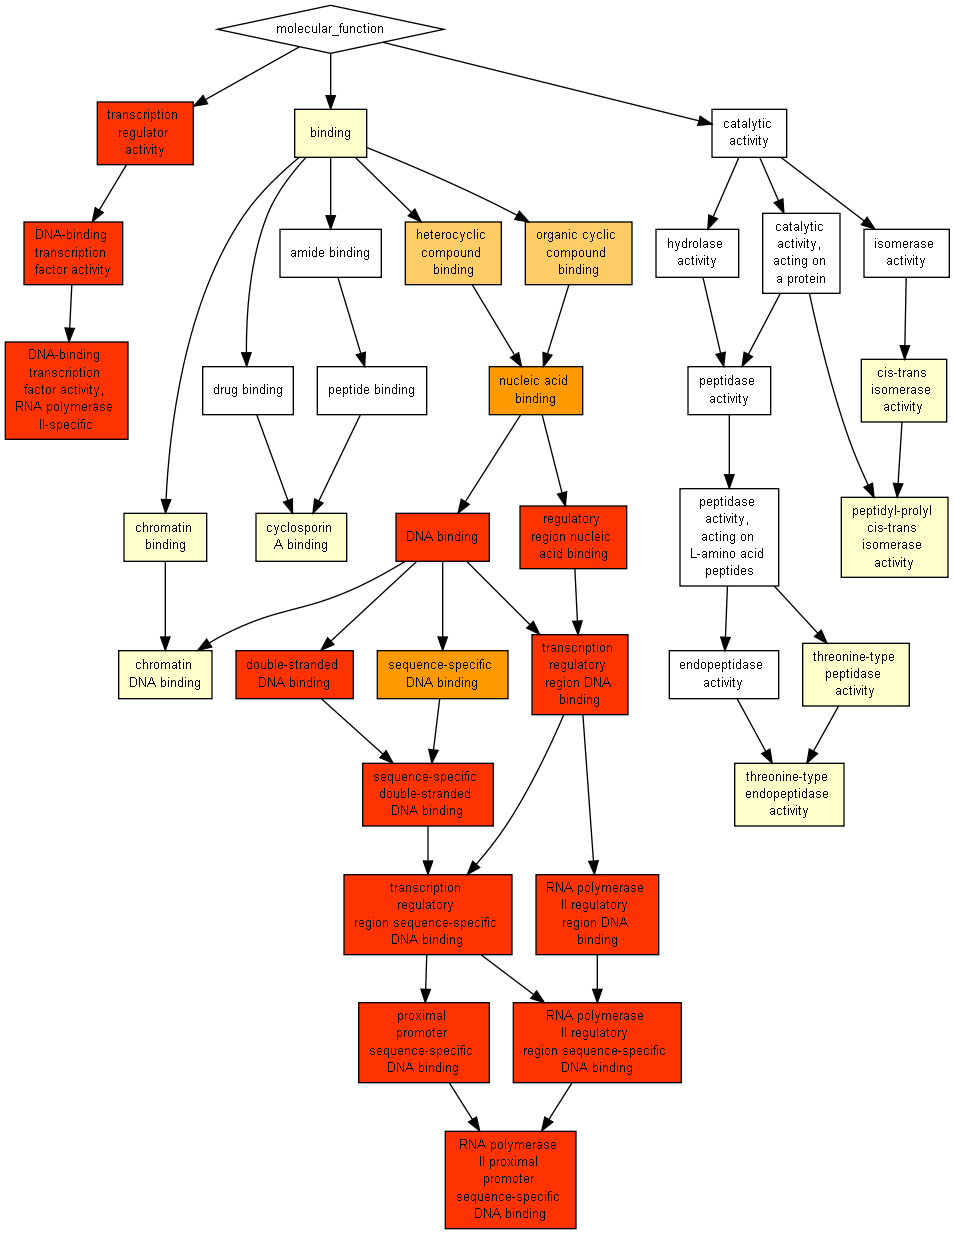 molecular_function
transcription
regulator
activity
binding
catalytic
activity
DNA-binding
transcription
factor activity
amide binding
heterocyclic
compound
binding
organic cyclic
compound
binding
hydrolase
activity
catalytic
activity,
acting on
a protein
isomerase
activity
DNA-binding
transcription
factor activity,
RNA polymerase
II-specific
drug binding
peptide binding
nucleic acid
binding
peptidase
activity
cis-trans
isomerase
activity
chromatin
binding
cyclosporin
A binding
DNA binding
regulatory
region nucleic
acid binding
peptidase
activity,
acting on
L-amino acid
peptides
peptidyl-prolyl
cis-trans
isomerase
activity
chromatin
DNA binding
double-stranded
DNA binding
sequence-specific
DNA binding
transcription
regulatory
region DNA
binding
endopeptidase
activity
threonine-type
peptidase
activity
sequence-specific
double-stranded
DNA binding
threonine-type
endopeptidase
activity
transcription
regulatory
region sequence-specific
DNA binding
RNA polymerase
II regulatory
region DNA
binding
proximal
promoter
sequence-specific
DNA binding
RNA polymerase
II regulatory
region sequence-specific
DNA binding
RNA polymerase
II proximal
promoter
sequence-specific
DNA binding